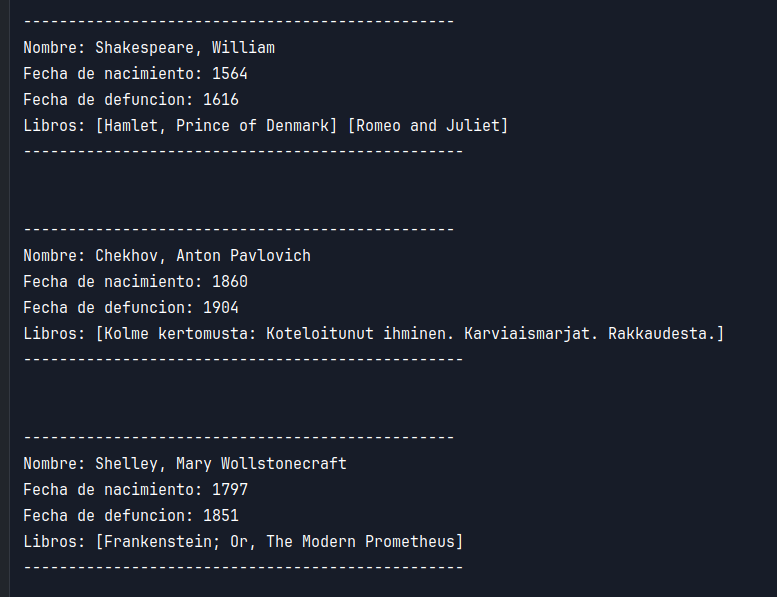 ------------------------------------------------
Nombre: Shakespeare, William
Fecha de nacimiento: 1564
Fecha de defuncion: 1616
Libros: [Hamlet, Prince of Denmark] [Romeo and Juliet]
-------------------------------------------------
------------------------------------------------
Nombre: Chekhov, Anton Pavlovich
Fecha de nacimiento: 1860
Fecha de defuncion: 1904
Libros: [Kolme kertomusta: Koteloitunut ihminen. Karviaismarjat. Rakkaudesta.]
-------------------------------------------------
------------------------------------------------
Nombre: Shelley, Mary Wollstonecraft
Fecha de nacimiento: 1797
Fecha de defuncion: 1851
Libros: [Frankenstein; Or, The Modern Prometheus]
-------------------------------------------------